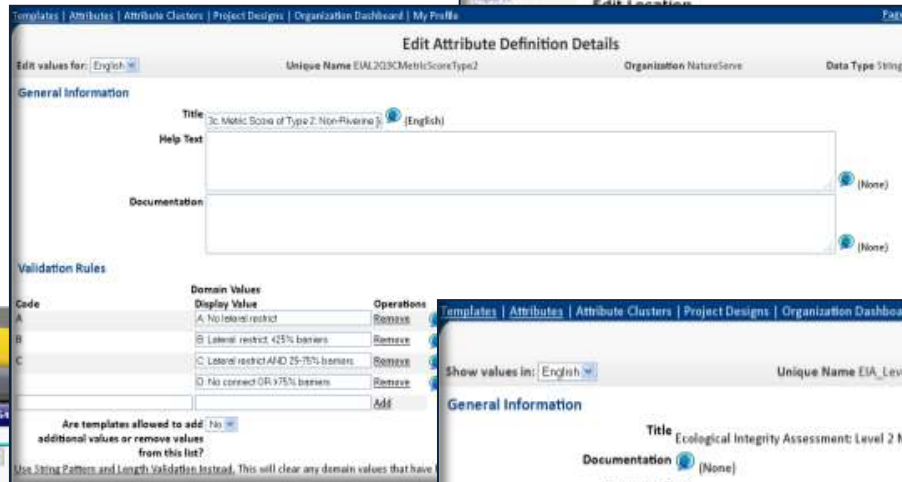 Edit Location
Templates | Attributes | Attribute Clusters | Project Designs | Organization Dashboard | My Profile
Edit Attribute Definition Details
Edit values for: English
Unique Name EIAL2Q3CMetricScoreType2
Organization NatureServe
Data Type String
General Information
Title 3c. Metric Score of Type 2: Non-Riverine (English)
Help Text
(None)
Documentation
(None)
Validation Rules
Domain Values
Code Display Value Operations
A A. No lateral restrict Remove
B B. Lateral restrict, <25% barriers Remove
C C. Lateral restrict AND 25-75% barriers Remove
D. No connect OR >75% barriers Remove
Add
Are templates allowed to add No
additional values or remove values
from this list?
Use String Pattern and Length Validation Instead. This will clear any domain values that have
Templates | Attributes | Attribute Clusters | Project Designs | Organization Dashboa
Show values in: English
Unique Name EIA_Lev
General Information
Title Ecological Integrity Assessment: Level 2 M
Documentation (None)